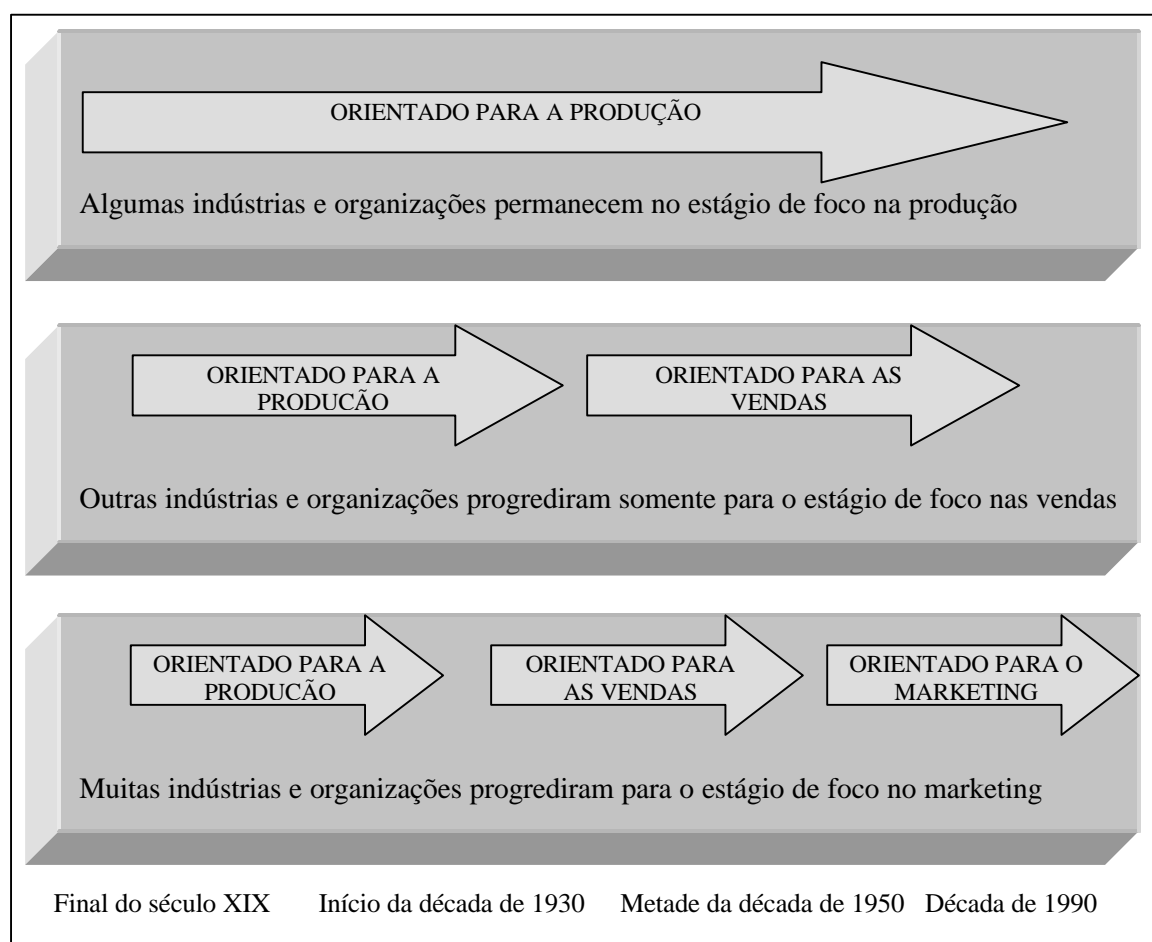 ORIENTADO PARA A PRODUÇÃO
Algumas indústrias e organizações permanecem no estágio de foco na produção
ORIENTADO PARA A
PRODUCÃO
ORIENTADO PARA AS
VENDAS
Outras indústrias e organizações progrediram somente para o estágio de foco nas vendas
ORIENTADO PARA A
PRODUCÃO
ORIENTADO PARA
AS VENDAS
ORIENTADO PARA O
MARKETING
Muitas indústrias e organizações progrediram para o estágio de foco no marketing
Final do século XIX Início da década de 1930 Metade da década de 1950 Década de 1990